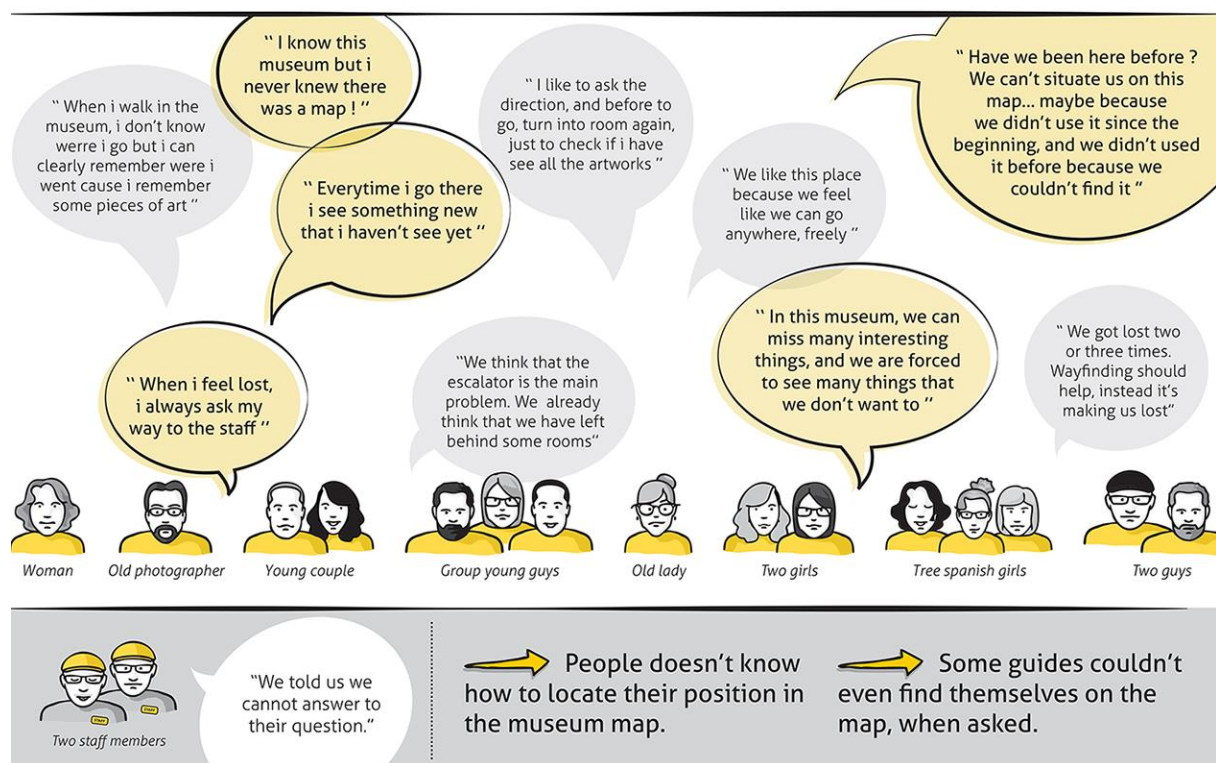 “ When i walk in the
museum, i don’t know
werre i go but i can
clearly remember were i
went cause i remember
some pieces of art ”
“ I know this
museum but i
never knew there
was a map ! ”
“ Everytime i go there
i see something new
that i haven’t see yet ”
“ I like to ask the
direction, and before to
go, turn into room again,
just to check if i have
see all the artworks ”
“ We like this place
because we feel
like we can go
anywhere, freely ”
“ Have we been here before ?
We can’t situate us on this
map... maybe because
we didn’t use it since the
beginning, and we didn’t used
it before because we
couldn’t find it ”
“ When i feel lost,
i always ask my
way to the staff ”
“We think that the
escalator is the main
problem. We already
think that we have left
behind some rooms”
“ In this museum, we can
miss many interesting
things, and we are forced
to see many things that
we don’t want to ”
“ We got lost two
or three times.
Wayfinding should
help, instead it’s
making us lost”
Woman
Old photographer
Young couple
Group young guys
Old lady
Two girls
Tree spanish girls
Two guys
STAFF
STAFF
Two staff members
“We told us we
cannot answer to
their question.”
People doesn’t know
how to locate their position in
the museum map.
Some guides couldn’t
even find themselves on the
map, when asked.